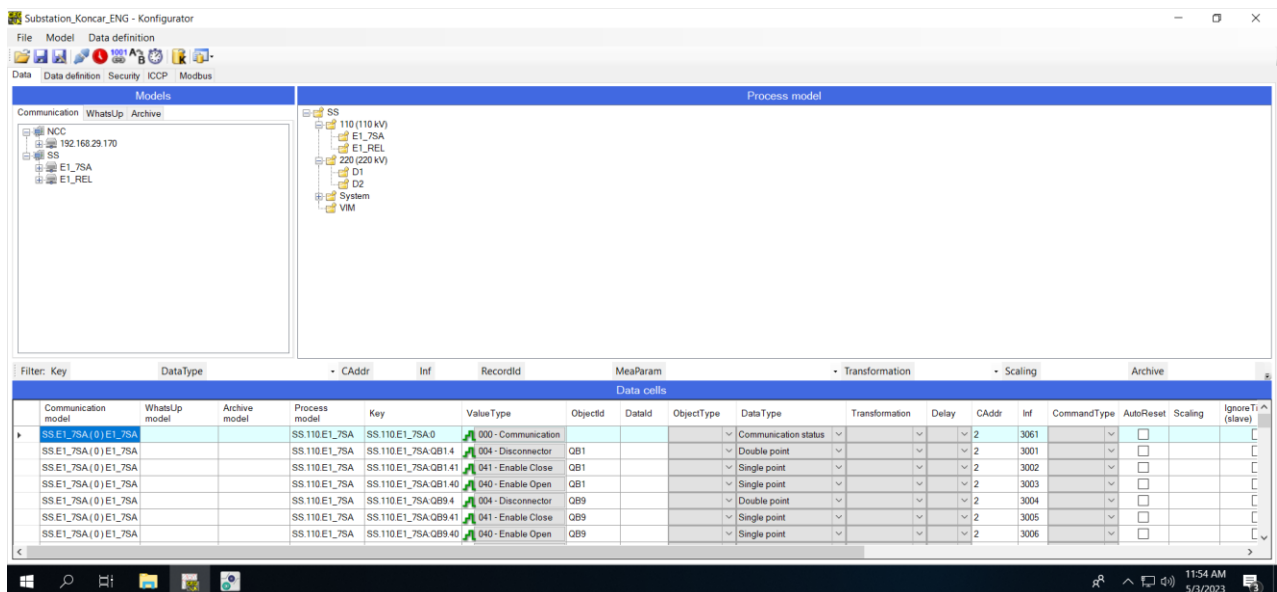 Substation_Koncar_ENG - Konfigurator
File Model Data definition
Data Data definition Security ICCP Modbus
Models
Communication WhatsUp Archive
NCC
192.168.29.170
SS
E1_7SA
E1_REL
Process model
SS
110 (110 kV)
E1_7SA
E1_REL
220 (220 kV)
D1
D2
System
VIM
Filter: Key DataType CAddr Inf RecordId MeaParam Transformation Scaling Archive
Data cells
Communication model WhatsUp model Archive model Process model Key ValueType ObjectId DataId ObjectType DataType Transformation Delay CAddr Inf CommandType AutoReset Scaling (slave)
SS.E1_7SA.( 0 ) E1_7SA SS.110.E1_7SA SS.110.E1_7SA:0 000 - Communication Communication status 2 3061
SS.E1_7SA.( 0 ) E1_7SA SS.110.E1_7SA SS.110.E1_7SA:QB1.4 004 - Disconnector QB1 Double point 2 3001
SS.E1_7SA.( 0 ) E1_7SA SS.110.E1_7SA SS.110.E1_7SA:QB1.41 041 - Enable Close QB1 Single point 2 3002
SS.E1_7SA.( 0 ) E1_7SA SS.110.E1_7SA SS.110.E1_7SA:QB1.40 040 - Enable Open QB1 Single point 2 3003
SS.E1_7SA.( 0 ) E1_7SA SS.110.E1_7SA SS.110.E1_7SA:QB9.4 004 - Disconnector QB9 Double point 2 3004
SS.E1_7SA.( 0 ) E1_7SA SS.110.E1_7SA SS.110.E1_7SA:QB9.41 041 - Enable Close QB9 Single point 2 3005
SS.E1_7SA.( 0 ) E1_7SA SS.110.E1_7SA SS.110.E1_7SA:QB9.40 040 - Enable Open QB9 Single point 2 3006
11:54 AM
5/3/2023